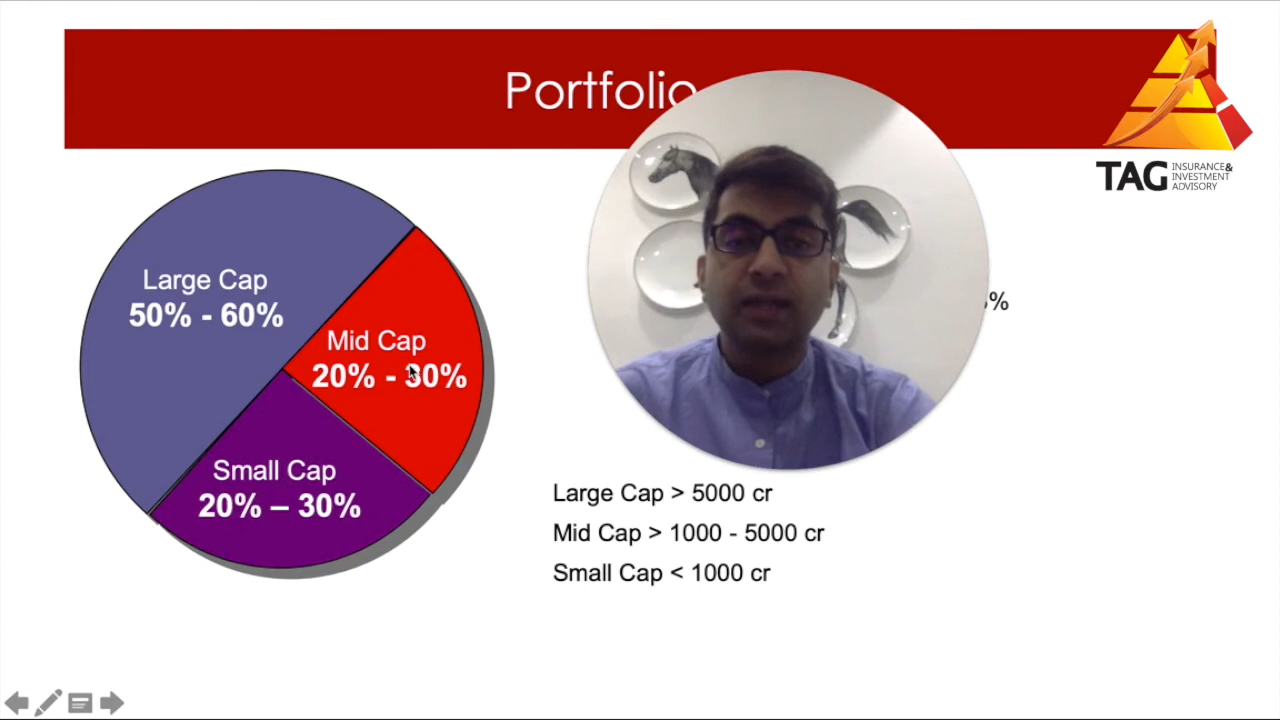 Portfolio
TAG INSURANCE&
INVESTMENT
ADVISORY
Large Cap
50% - 60%
Mid Cap
20% - 30%
Small Cap
20% – 30%
%
Large Cap > 5000 cr
Mid Cap > 1000 - 5000 cr
Small Cap < 1000 cr